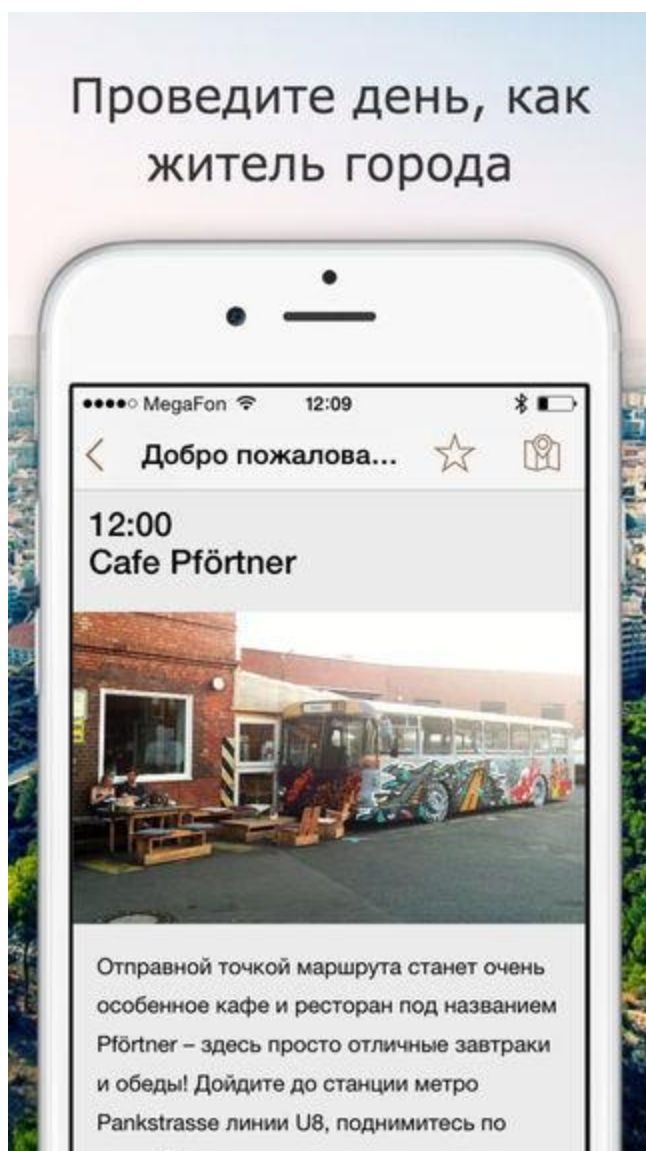 Проведите день, как
житель города
MegaFon 12:09
Добро пожалова...
12:00
Cafe Pförtner
Отправной точкой маршрута станет очень
особенное кафе и ресторан под названием
Pförtner – здесь просто отличные завтраки
и обеды! Дойдите до станции метро
Pankstrasse линии U8, поднимитесь по